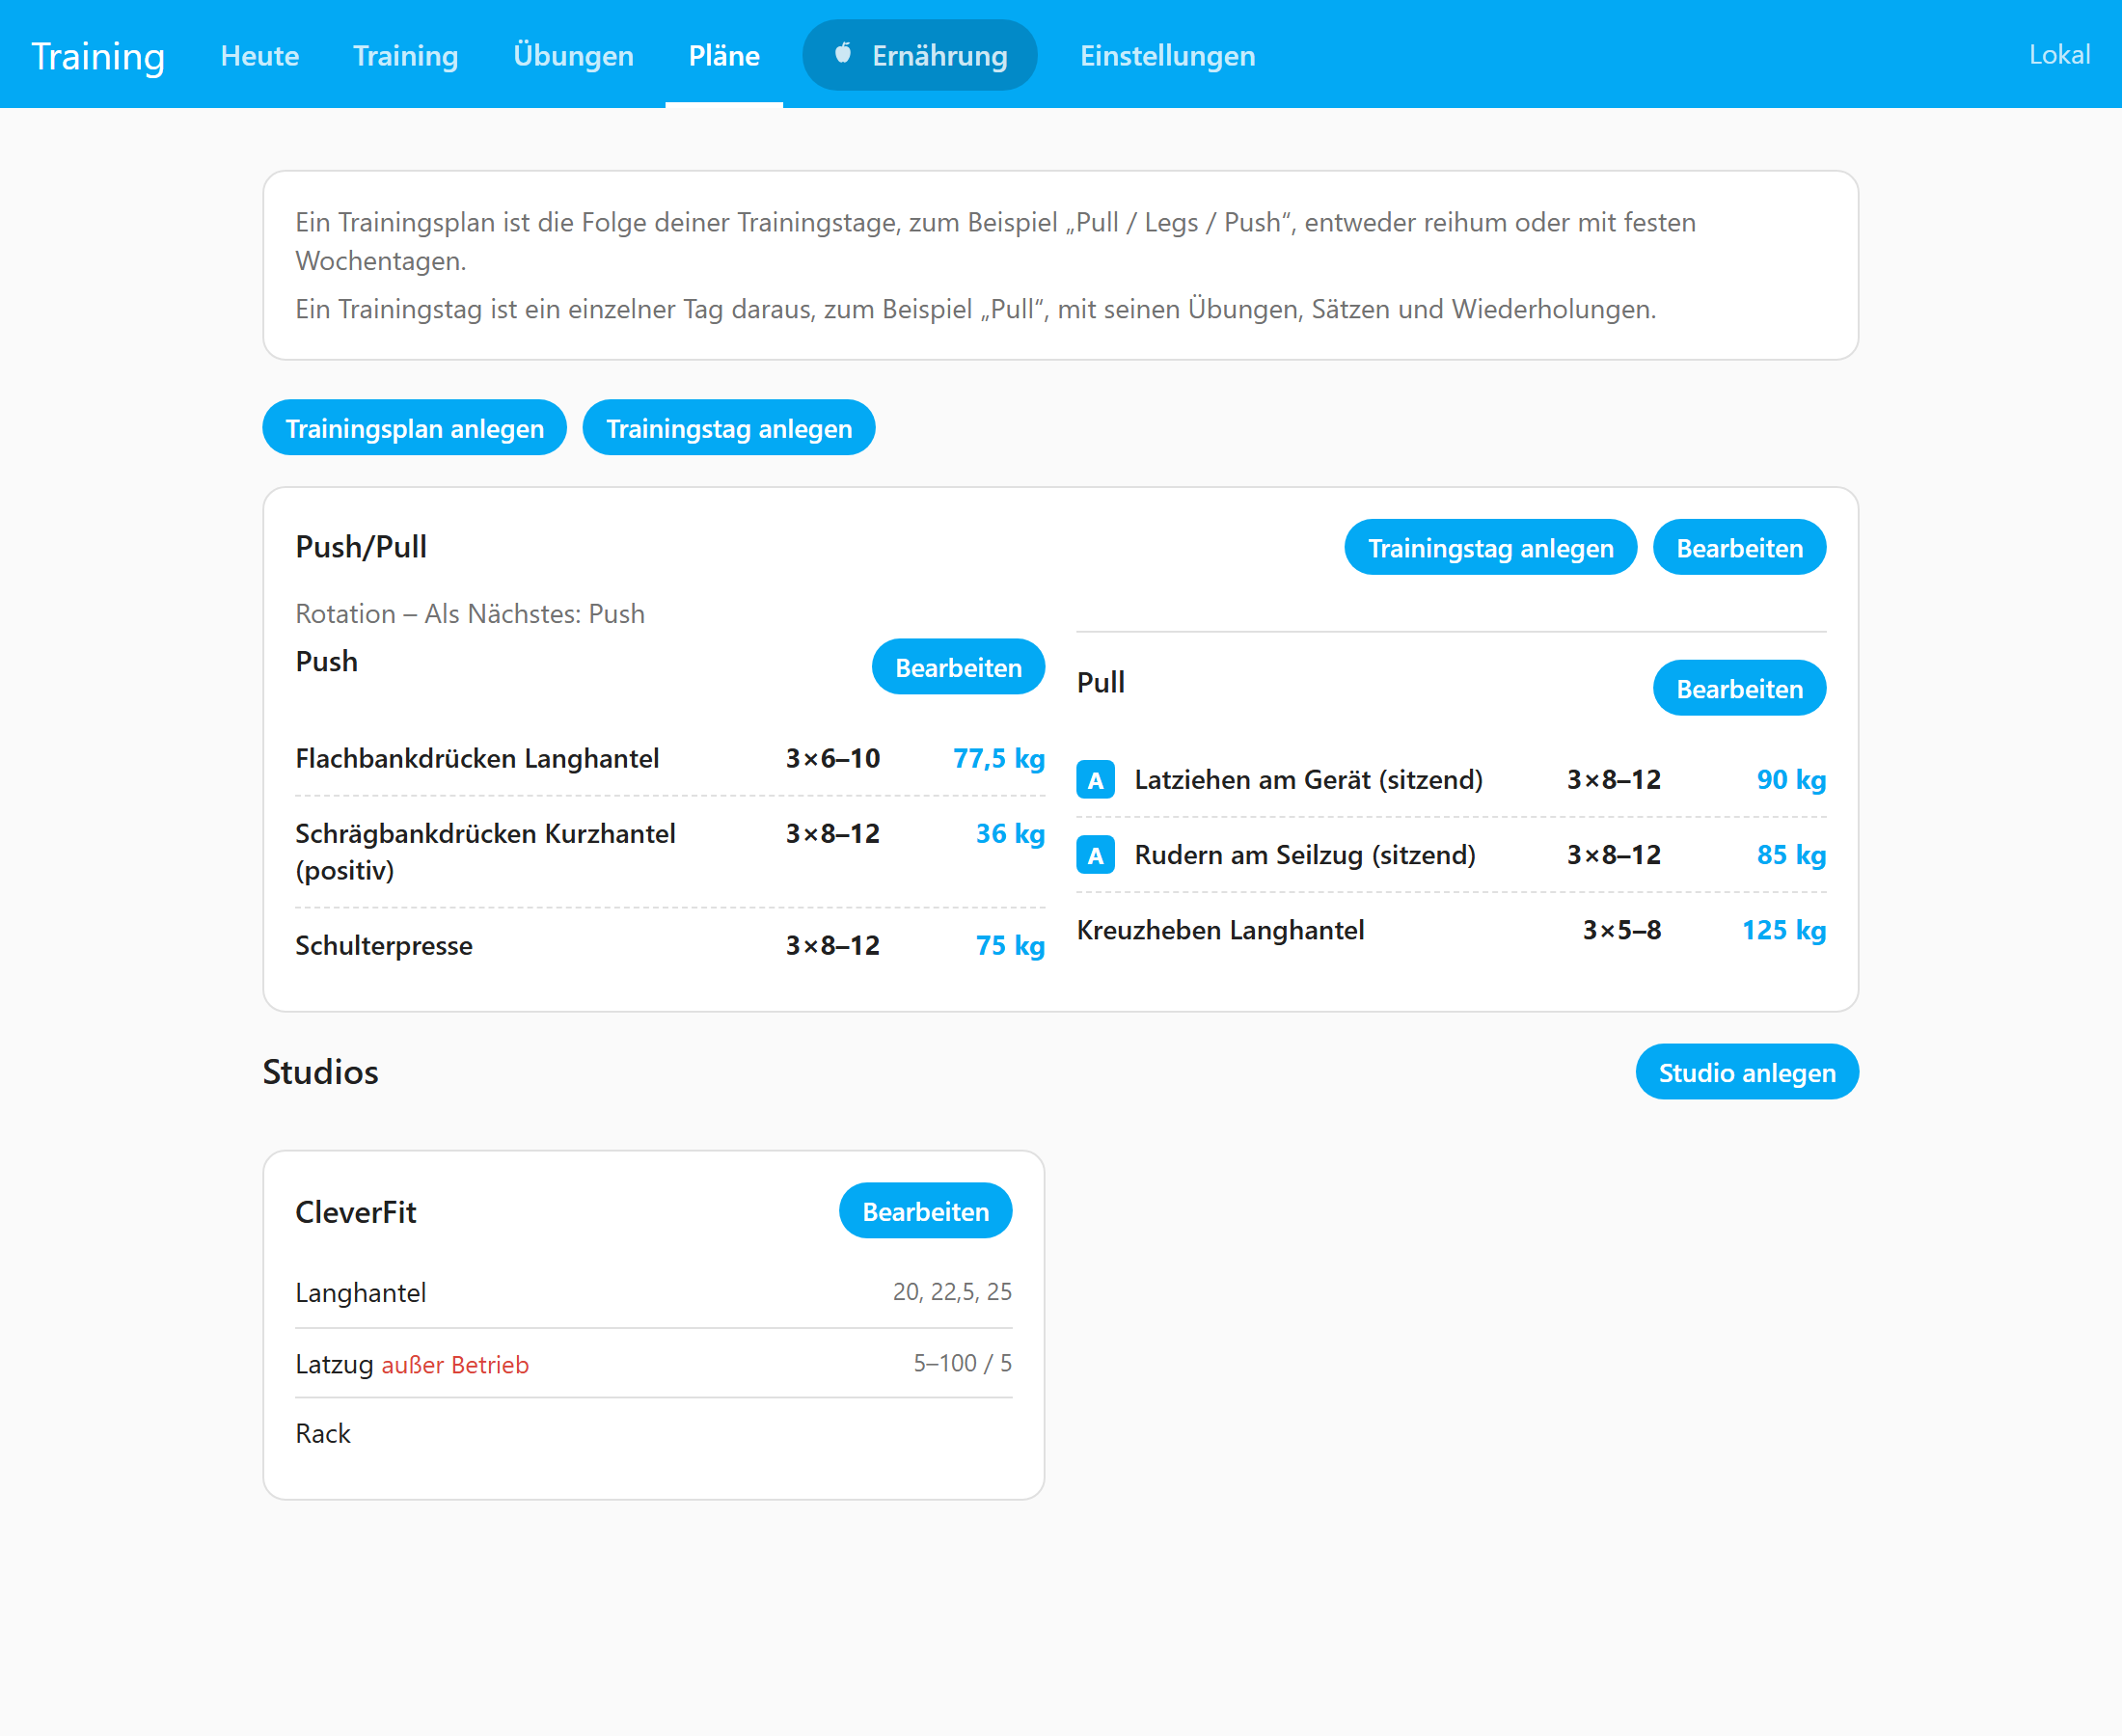 Training
Heute
Training
Übungen
Pläne
Ernährung
Einstellungen
Lokal
Ein Trainingsplan ist die Folge deiner Trainingstage, zum Beispiel „Pull / Legs / Push“, entweder reihum oder mit festen
Wochentagen.
Ein Trainingstag ist ein einzelner Tag daraus, zum Beispiel „Pull“, mit seinen Übungen, Sätzen und Wiederholungen.
Trainingsplan anlegen
Trainingstag anlegen
Push/Pull
Trainingstag anlegen
Bearbeiten
Rotation – Als Nächstes: Push
Push
Bearbeiten
Flachbankdrücken Langhantel 3×6–10 77,5 kg
Schrägbankdrücken Kurzhantel 3×8–12 36 kg
(positiv)
Schulterpresse 3×8–12 75 kg
Pull
Bearbeiten
A Latziehen am Gerät (sitzend) 3×8–12 90 kg
A Rudern am Seilzug (sitzend) 3×8–12 85 kg
Kreuzheben Langhantel 3×5–8 125 kg
Studios
Studio anlegen
CleverFit
Bearbeiten
Langhantel 20, 22,5, 25
Latzug außer Betrieb 5–100 / 5
Rack